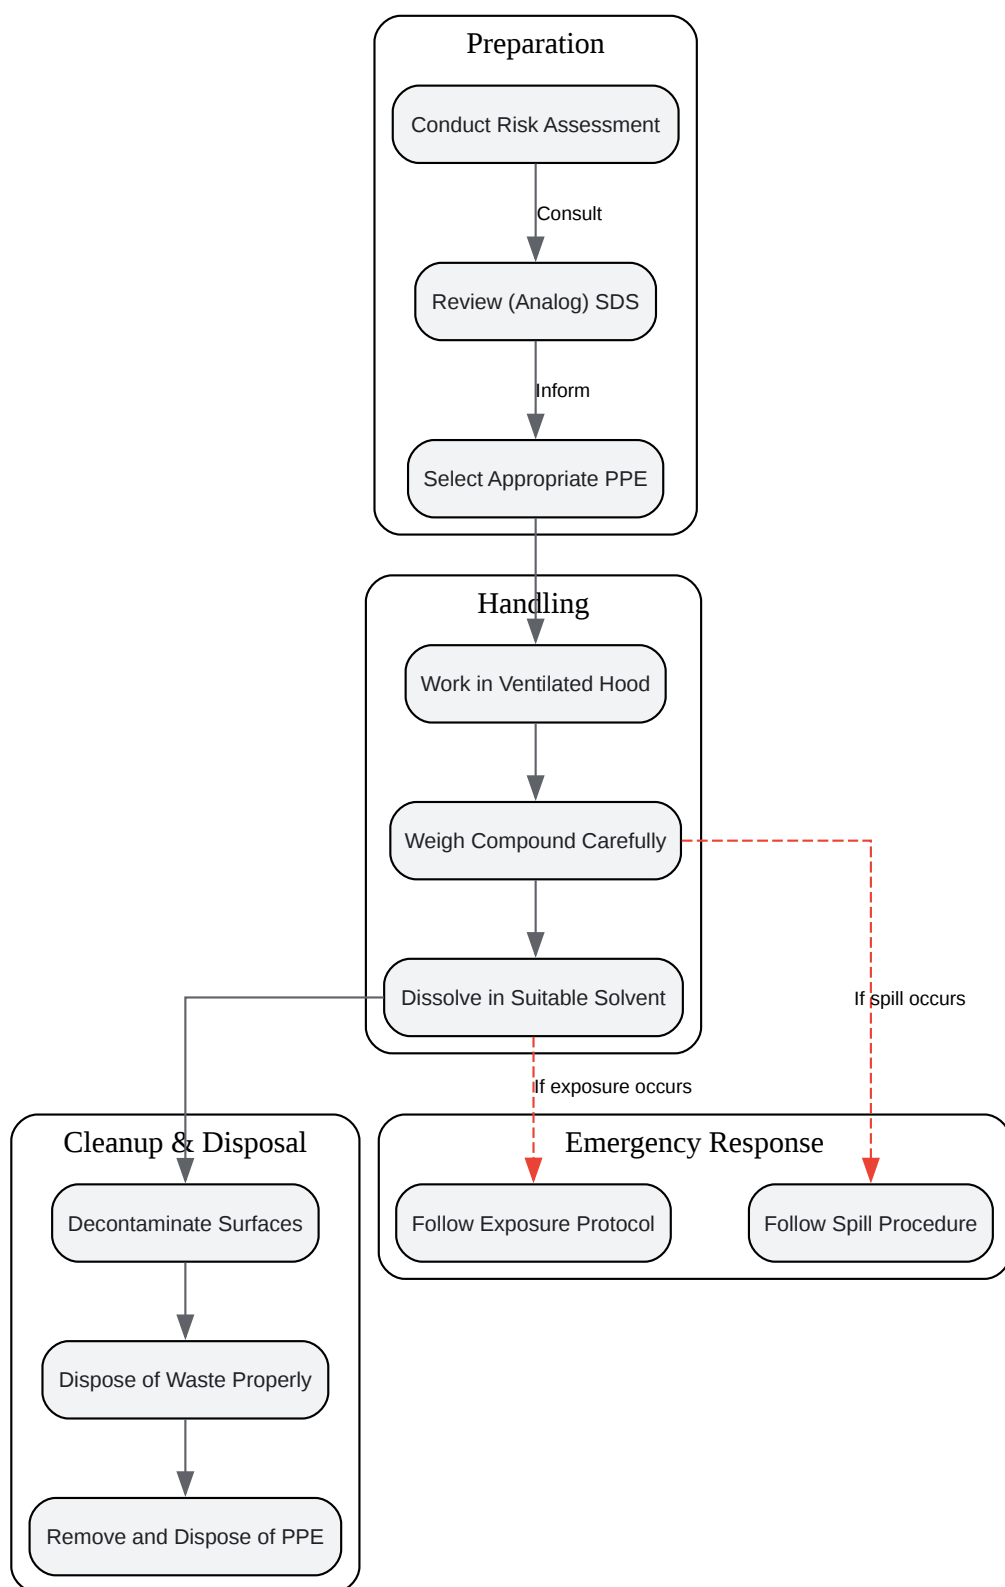 Preparation
Conduct Risk Assessment
Consult
Review (Analog) SDS
Inform
Select Appropriate PPE
Handling
Work in Ventilated Hood
Weigh Compound Carefully
Dissolve in Suitable Solvent
If spill occurs
If exposure occurs
Cleanup & Disposal
Emergency Response
Decontaminate Surfaces
Follow Exposure Protocol
Follow Spill Procedure
Dispose of Waste Properly
Remove and Dispose of PPE